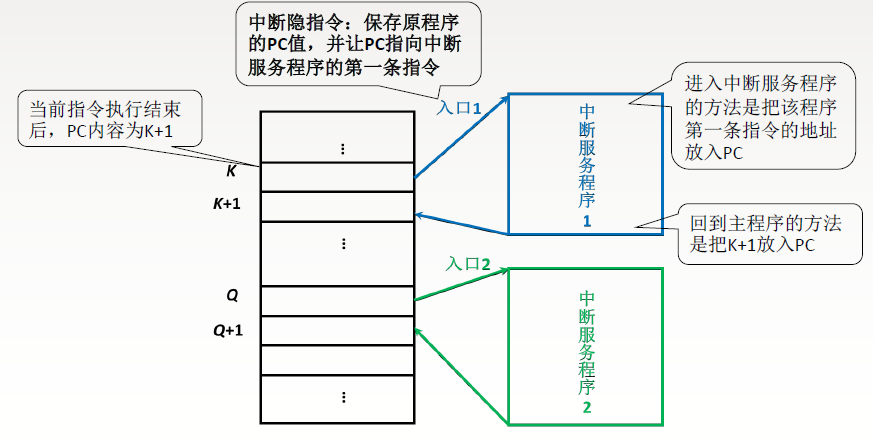 中断隐指令：保存原程序
的PC值，并让PC指向中断
服务程序的第一条指令
当前指令执行结束
后，PC内容为K+1
入口1
进入中断服务程序
的方法是把该程序
第一条指令的地址
放入PC
中断服务程序1
⋮
K
K+1
回到主程序的方法
是把K+1放入PC
⋮
入口2
Q
Q+1
中断服务程序2
⋮